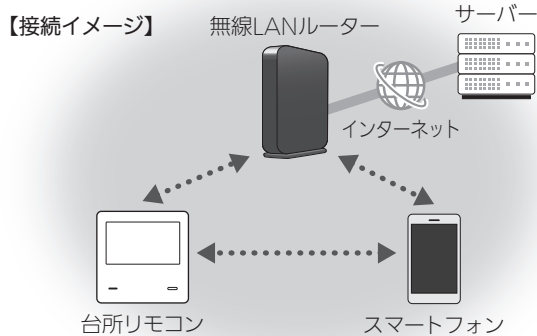 【接続イメージ】
無線LANルーター
サーバー
インターネット
台所リモコン
スマートフォン